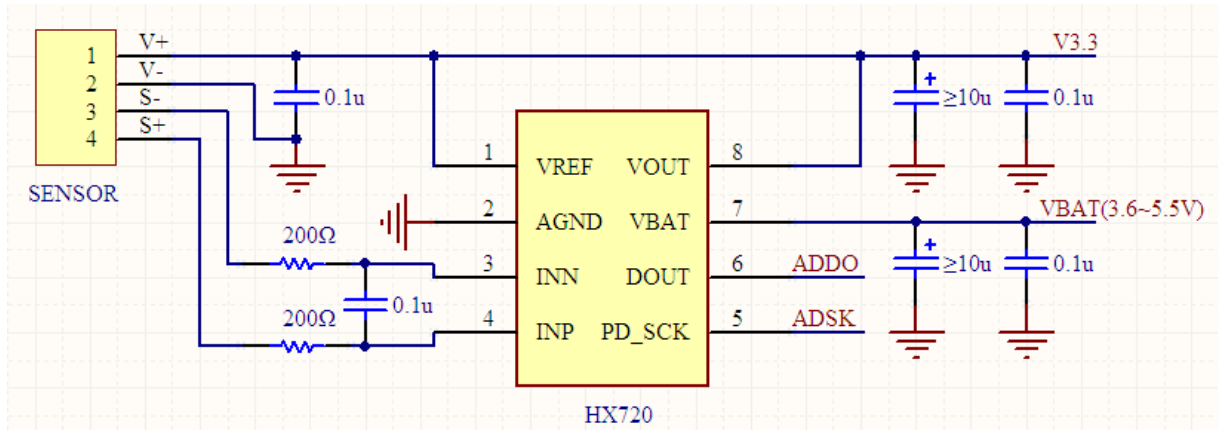 1 V+
2 V-
3 S-
4 S+
SENSOR
0.1u
V3.3
+
≥10u
0.1u
1 VREF VOUT 8
2 AGND VBAT 7
3 INN DOUT 6
4 INP PD_SCK 5
HX720
VBAT(3.6~5.5V)
+
≥10u
0.1u
ADDO
ADSK
200Ω
0.1u
200Ω